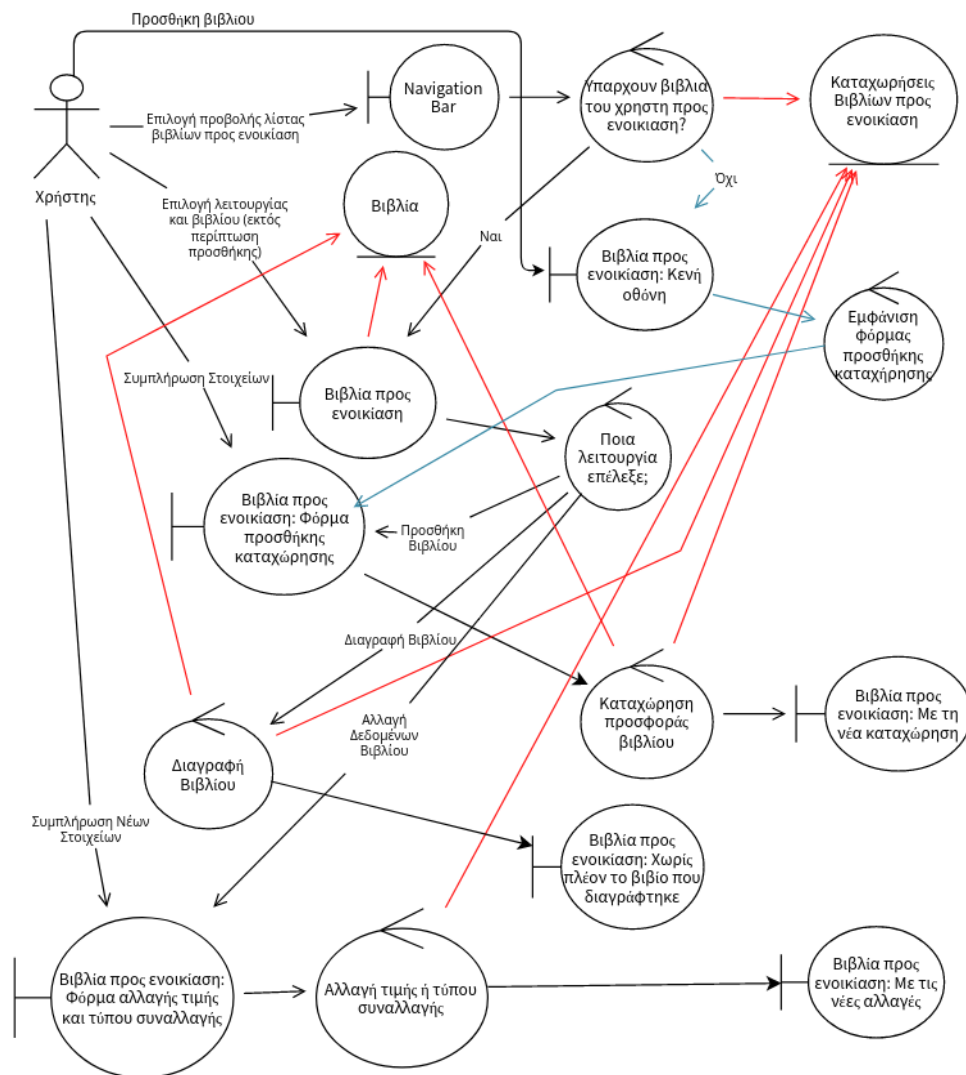 Προσθήκη βιβλίου
Navigation
Bar
Υπαρχουν βιβλια
του χρηστη προς
ενοικιαση?
Καταχωρήσεις
Βιβλίων προς
ενοικίαση
Επιλογή προβολής λίστας
βιβλίων προς ενοικίαση
Χρήστης
Επιλογή λειτουργίας
και βιβλίου (εκτός
περίπτωση
προσθήκης)
Βιβλία
Όχι
Ναι
Βιβλία προς
ενοικίαση: Κενή
οθόνη
Εμφάνιση
φόρμας
προσθήκης
καταχήρησης
Συμπλήρωση Στοιχείων
Βιβλία προς
ενοικίαση
Ποια
λειτουργία
επέλεξε;
Βιβλία προς
ενοικίαση: Φόρμα
προσθήκης
καταχώρησης
Προσθήκη
Βιβλίου
Διαγραφή Βιβλίου
Καταχώρηση
προσφοράς
βιβλίου
Βιβλία προς
ενοικίαση: Με τη
νέα καταχώρηση
Αλλαγή
Δεδομένων
Βιβλίου
Διαγραφή
Βιβλίου
Συμπλήρωση Νέων
Στοιχείων
Βιβλία προς
ενοικίαση: Χωρίς
πλέον το βιβίο που
διαγράφτηκε
Βιβλία προς ενοικίαση:
Φόρμα αλλαγής τιμής
και τύπου συναλλαγής
Αλλαγή τιμής ή τύπου
συναλλαγής
Βιβλία προς
ενοικίαση: Με τις
νέες αλλαγές